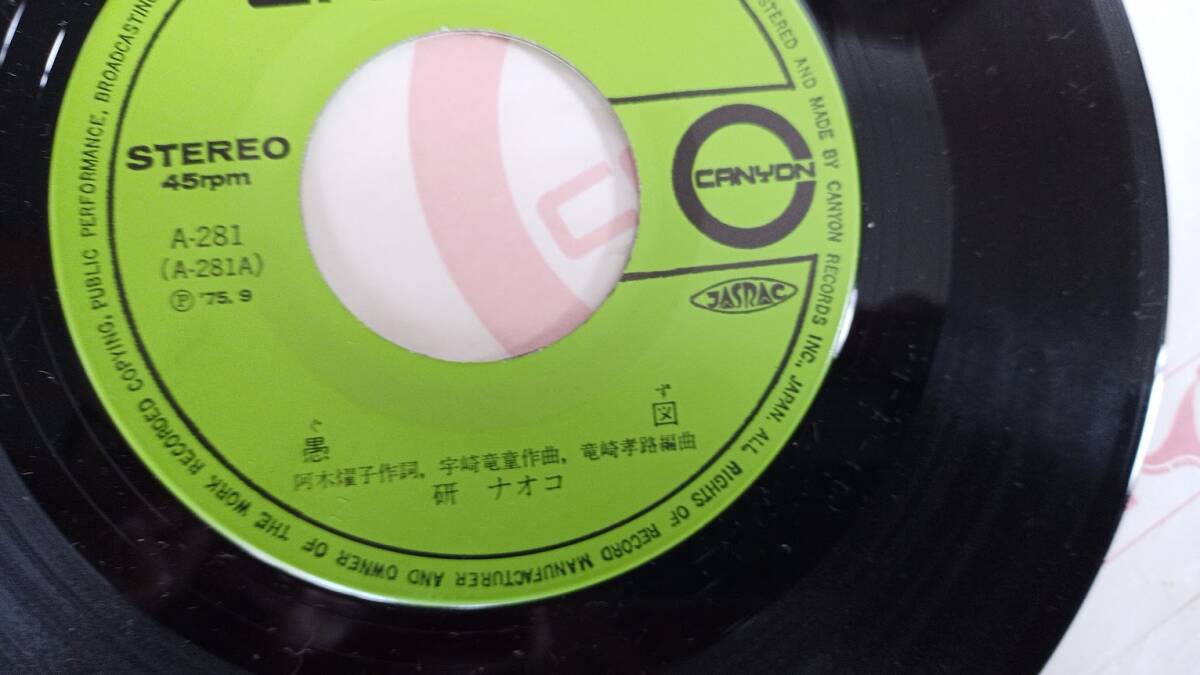 STEREO
45rpm
A-281
(A-281A)
Ⓟ '75.9
CANYON
JASRAC
ぐ ず
愚 図
阿木燿子作詞, 宇崎竜童作曲, 竜崎孝路編曲
研 ナオコ
STERED AND MADE BY CANYON RECORDS INC., JAPAN. ALL RIGHTS OF RECORD MANUFACTURER AND OWNER OF THE WORK RECORDED COPYING, PUBLIC PERFORMANCE, BROADCASTING